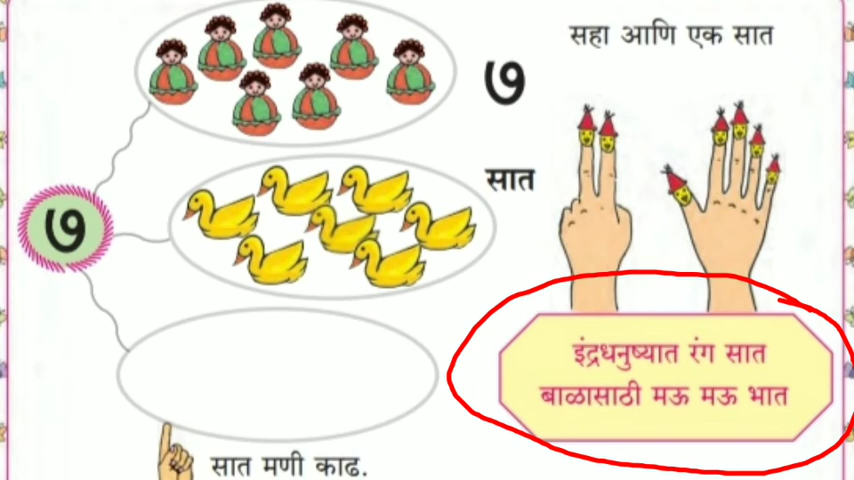 सहा आणि एक सात
७
सात
७
इंद्रधनुष्यात रंग सात
बाळासाठी मऊ मऊ भात
सात मणी काढ.